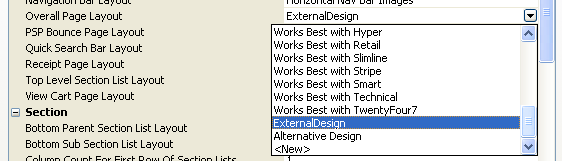 Navigation Bar Layout Horizontal Nav Bar Images
Overall Page Layout ExternalDesign
PSP Bounce Page Layout
Quick Search Bar Layout
Receipt Page Layout
Top Level Section List Layout
View Cart Page Layout
Section
Bottom Parent Section List Layout
Bottom Sub Section List Layout
Column Count For First Row Of Section Lists 1
Works Best with Hyper
Works Best with Retail
Works Best with Slimline
Works Best with Stripe
Works Best with Smart
Works Best with Technical
Works Best with TwentyFour7
ExternalDesign
Alternative Design
<New>